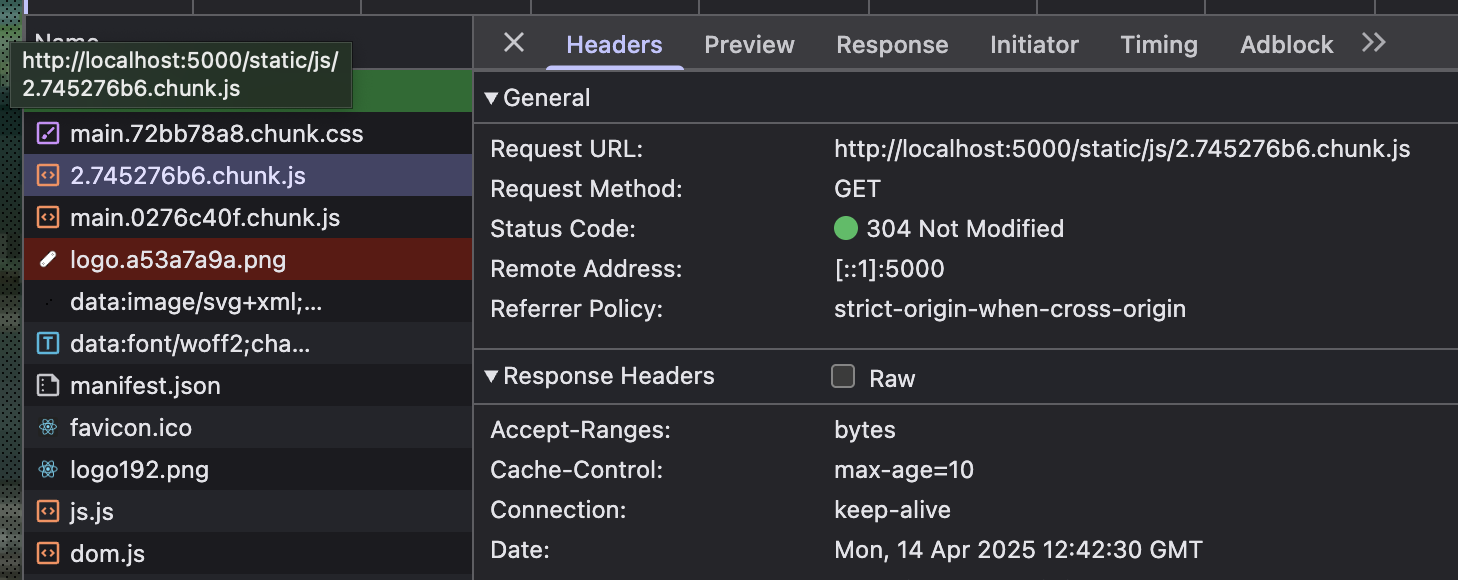 Name
http://localhost:5000/static/js/
2.745276b6.chunk.js
main.72bb78a8.chunk.css
2.745276b6.chunk.js
main.0276c40f.chunk.js
logo.a53a7a9a.png
data:image/svg+xml;...
data:font/woff2;cha...
manifest.json
favicon.ico
logo192.png
js.js
dom.js
Headers Preview Response Initiator Timing Adblock
General
Request URL: http://localhost:5000/static/js/2.745276b6.chunk.js
Request Method: GET
Status Code: 304 Not Modified
Remote Address: [::1]:5000
Referrer Policy: strict-origin-when-cross-origin
Response Headers Raw
Accept-Ranges: bytes
Cache-Control: max-age=10
Connection: keep-alive
Date: Mon, 14 Apr 2025 12:42:30 GMT